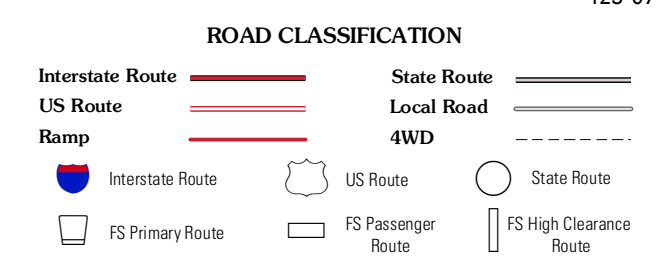 ROAD CLASSIFICATION
Interstate Route
State Route
US Route
Local Road
Ramp
4WD
Interstate Route
US Route
State Route
FS Primary Route
FS Passenger
Route
FS High Clearance
Route